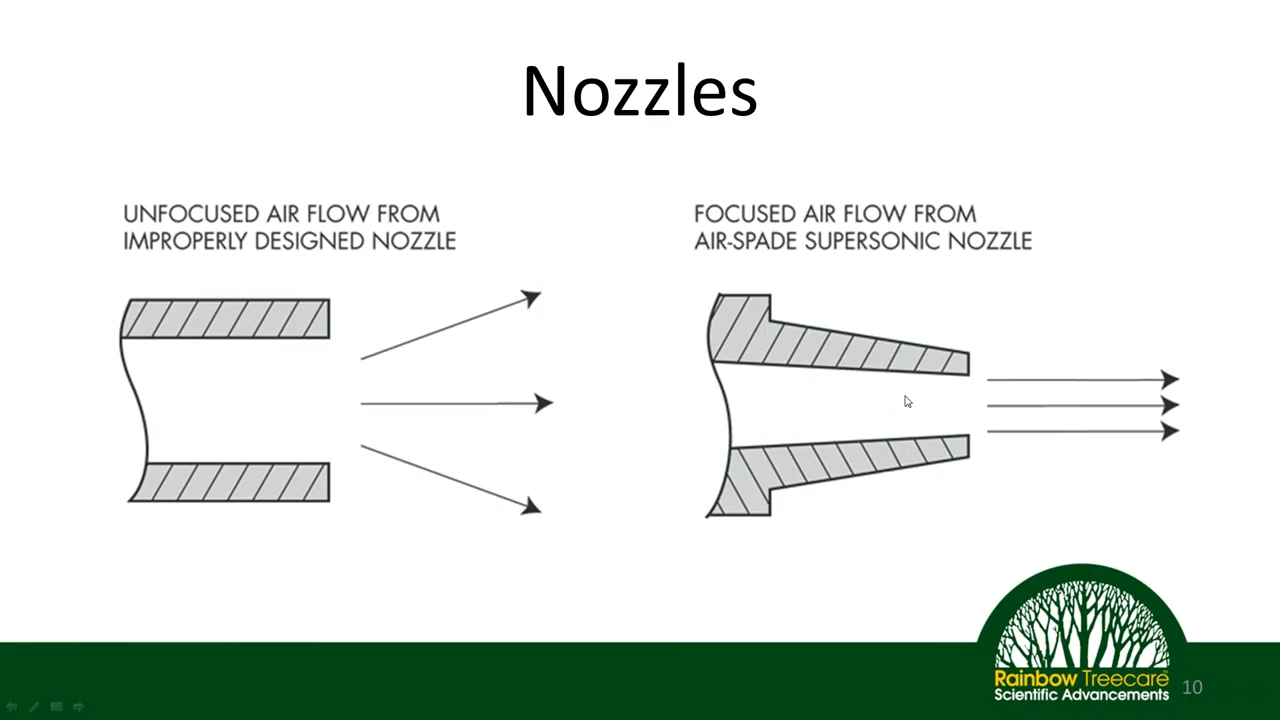 Nozzles
UNFOCUSED AIR FLOW FROM
IMPROPERLY DESIGNED NOZZLE
FOCUSED AIR FLOW FROM
AIR-SPADE SUPERSONIC NOZZLE
Rainbow Treecare
Scientific Advancements
10